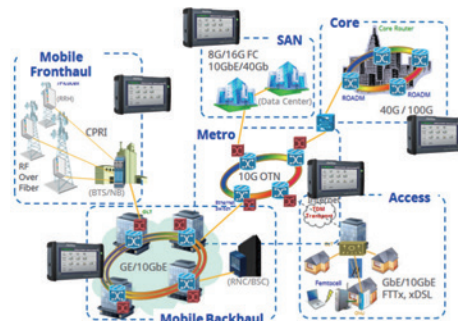 Mobile
Fronthaul
(RRH)
CPRI
RF
Over
Fiber
(BTS/NB)
SAN
8G/16G FC
10GbE/40Gb
(Data Center)
Core
Core Router
ROADM
ROADM
40G / 100G
Metro
10G OTN
Access
GE/10GbE
(RNC/BSC)
Mobile Backhaul
Femtocell
GbE/10GbE
FTTx, xDSL